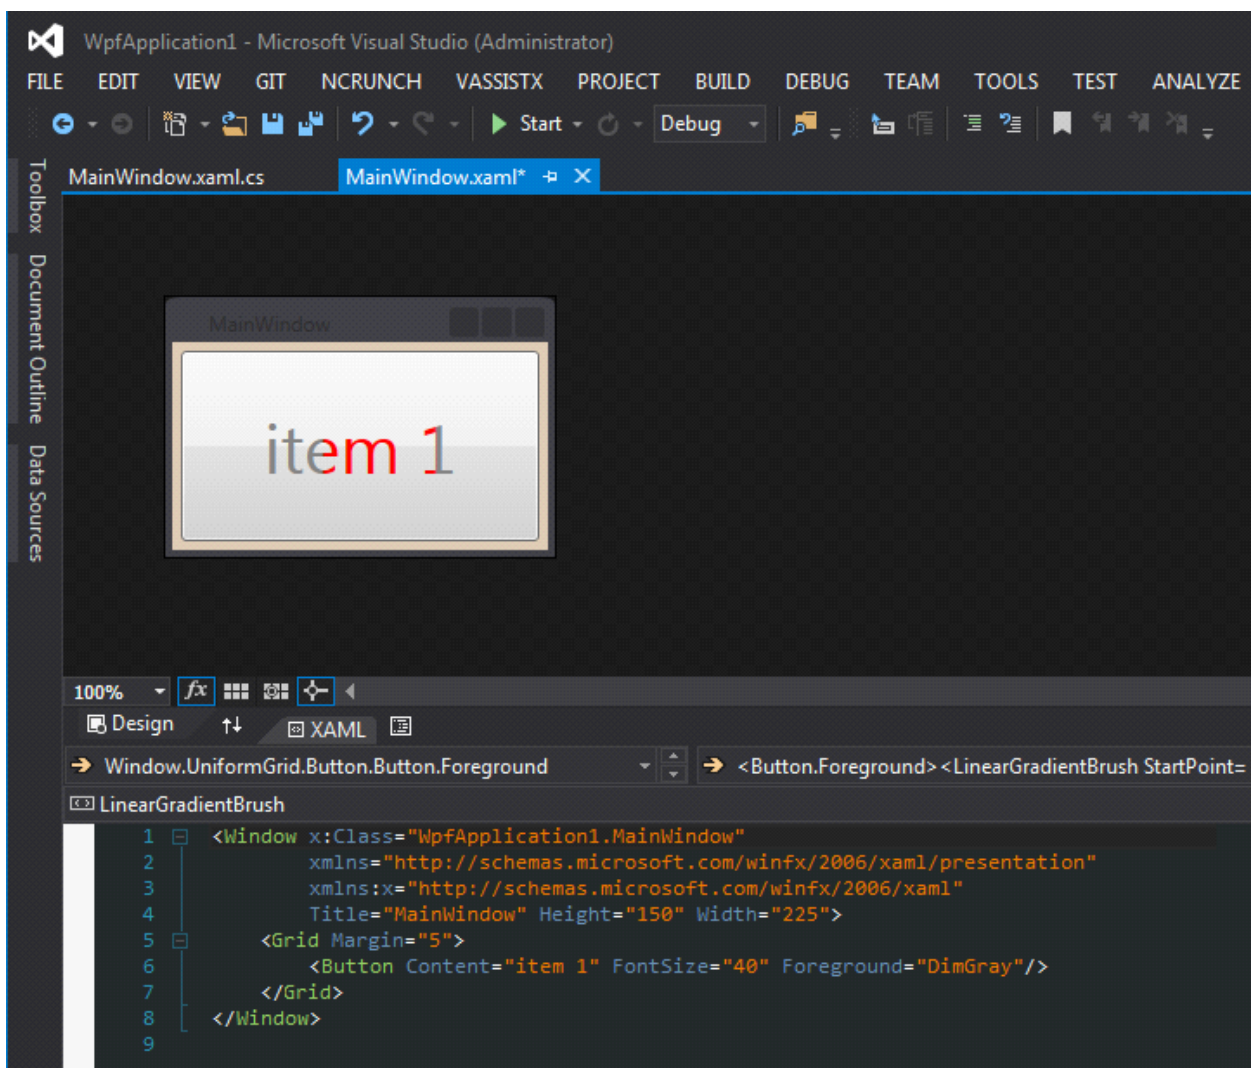 WpfApplication1 - Microsoft Visual Studio (Administrator)
FILE EDIT VIEW GIT NCRUNCH VASSISTX PROJECT BUILD DEBUG TEAM TOOLS TEST ANALYZE
Start Debug
MainWindow.xaml.cs MainWindow.xaml*
Toolbox
Document Outline
Data Sources
MainWindow
item 1
100% fx
Design XAML
Window.UniformGrid.Button.Button.Foreground <Button.Foreground><LinearGradientBrush StartPoint=
LinearGradientBrush
1 <Window x:Class="WpfApplication1.MainWindow"
2 xmlns="http://schemas.microsoft.com/winfx/2006/xaml/presentation"
3 xmlns:x="http://schemas.microsoft.com/winfx/2006/xaml"
4 Title="MainWindow" Height="150" Width="225">
5 <Grid Margin="5">
6 <Button Content="item 1" FontSize="40" Foreground="DimGray"/>
7 </Grid>
8 </Window>
9